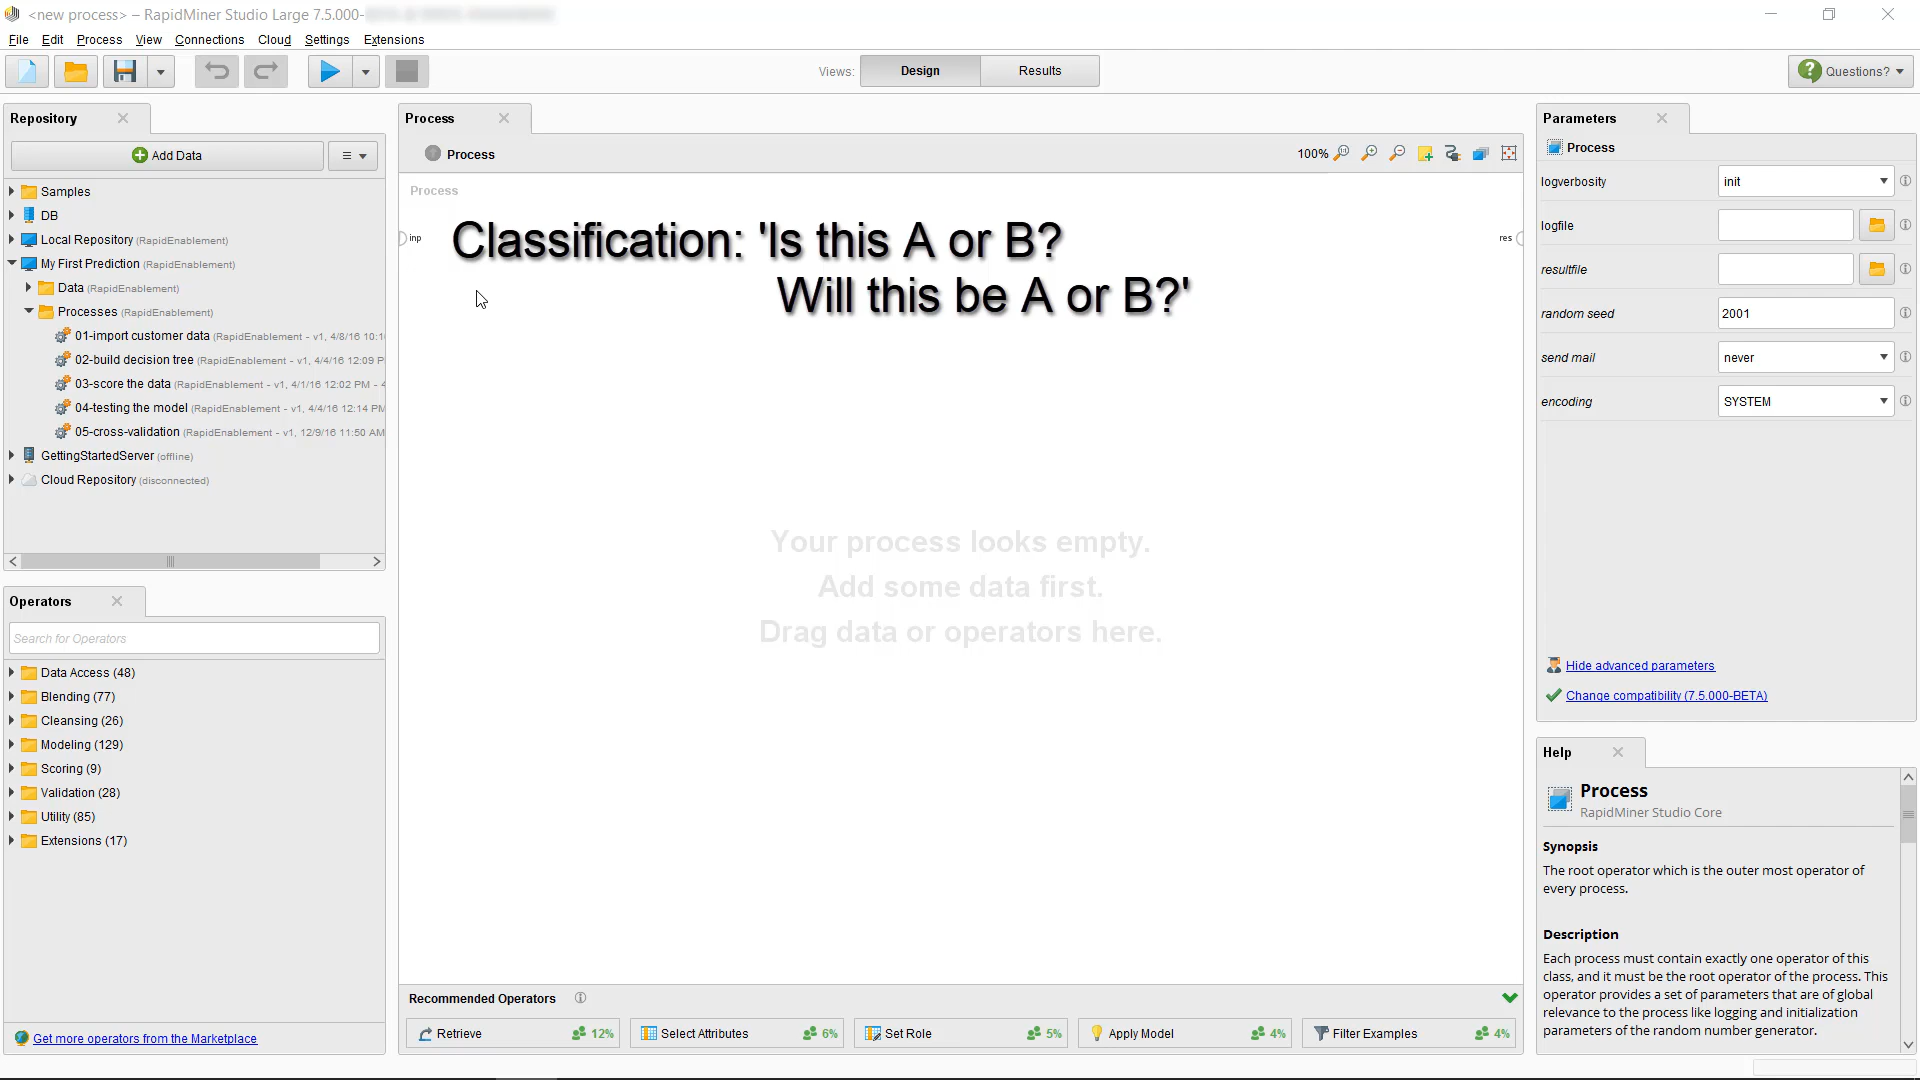 <new process> – RapidMiner Studio Large 7.5.000-
File Edit Process View Connections Cloud Settings Extensions
Views: Design Results
Questions?
Repository
Add Data
Samples
DB
Local Repository (RapidEnablement)
My First Prediction (RapidEnablement)
Data (RapidEnablement)
Processes (RapidEnablement)
01-import customer data (RapidEnablement - v1, 4/8/16 10:1
02-build decision tree (RapidEnablement - v1, 4/4/16 12:09 P
03-score the data (RapidEnablement - v1, 4/1/16 12:02 PM - 4
04-testing the model (RapidEnablement - v1, 4/4/16 12:14 PM
05-cross-validation (RapidEnablement - v1, 12/9/16 11:50 AM
GettingStartedServer (offline)
Cloud Repository (disconnected)
Operators
Search for Operators
Data Access (48)
Blending (77)
Cleansing (26)
Modeling (129)
Scoring (9)
Validation (28)
Utility (85)
Extensions (17)
Get more operators from the Marketplace
Process
Process
100%
Process
inp
res
Classification: 'Is this A or B?
Will this be A or B?'
Your process looks empty.
Add some data first.
Drag data or operators here.
Recommended Operators
Retrieve 12%
Select Attributes 6%
Set Role 5%
Apply Model 4%
Filter Examples 4%
Parameters
Process
logverbosity init
logfile
resultfile
random seed 2001
send mail never
encoding SYSTEM
Hide advanced parameters
Change compatibility (7.5.000-BETA)
Help
Process
RapidMiner Studio Core
Synopsis
The root operator which is the outer most operator of
every process.
Description
Each process must contain exactly one operator of this
class, and it must be the root operator of the process. This
operator provides a set of parameters that are of global
relevance to the process like logging and initialization
parameters of the random number generator.